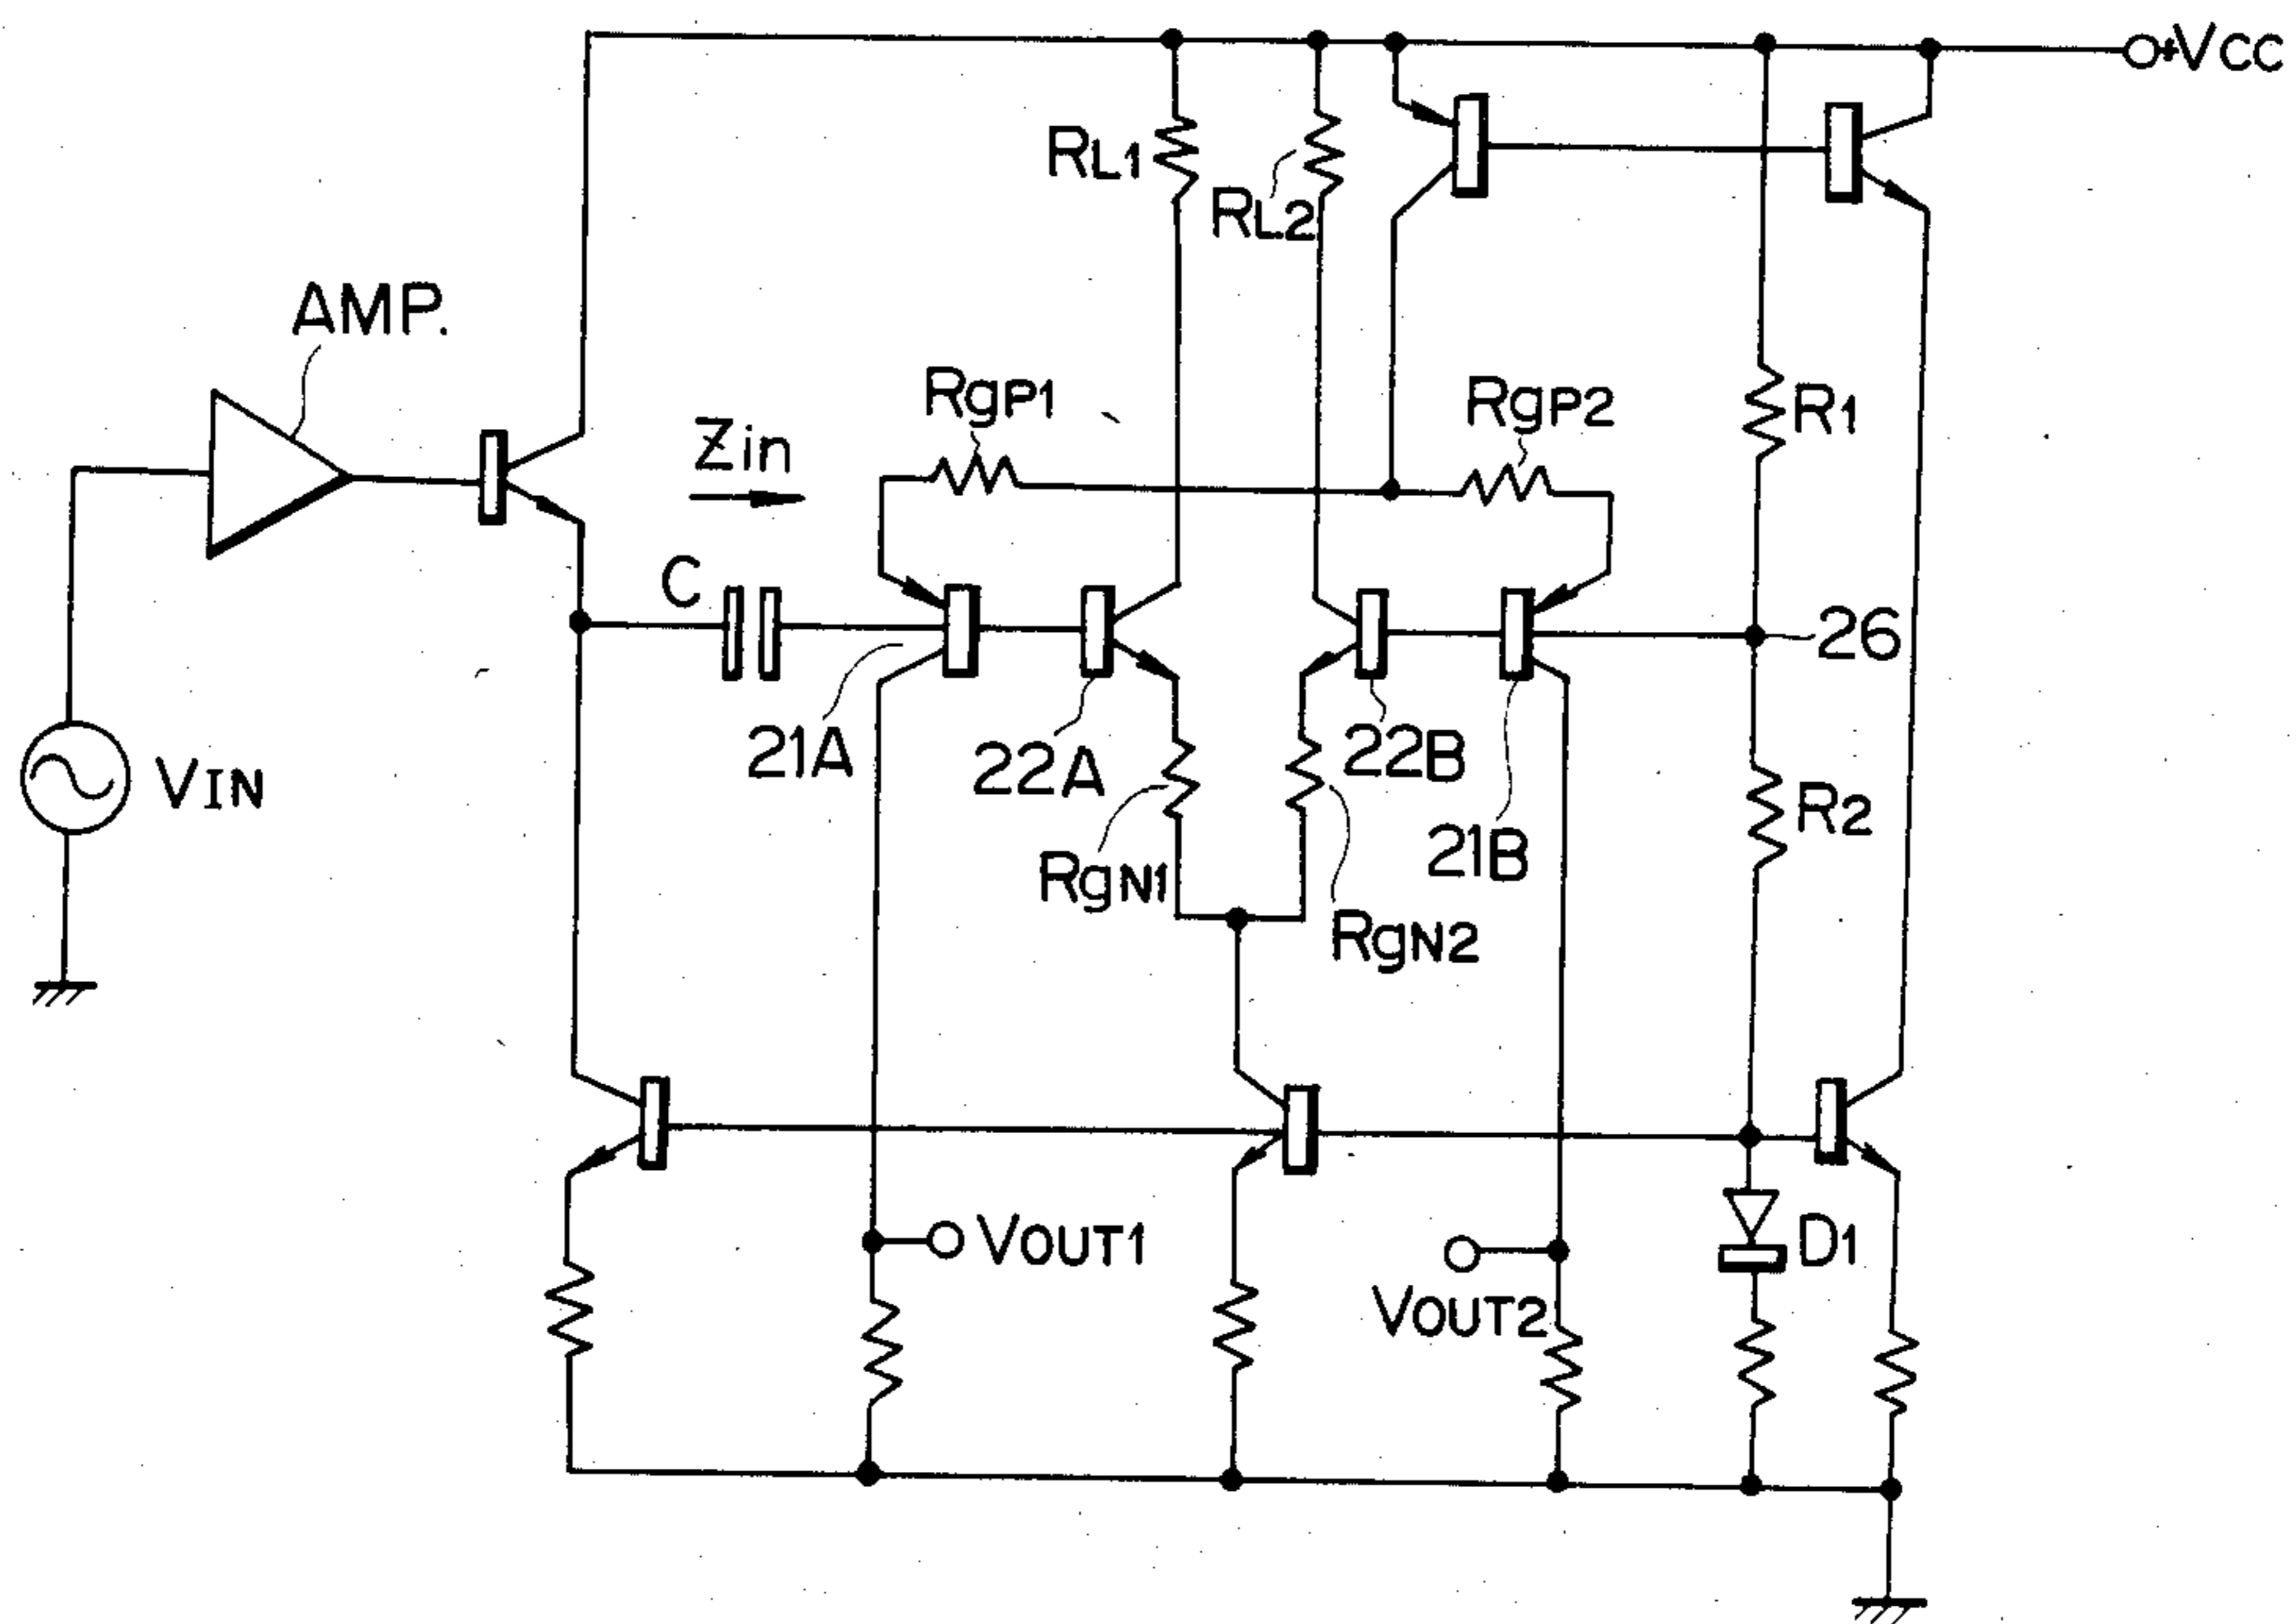 +VCC
RL1
RL2
AMP.
RgP1
RgP2
R1
Zin
C
26
21A
22A
22B
21B
R2
VIN
RgN1
RgN2
VOUT1
VOUT2
D1